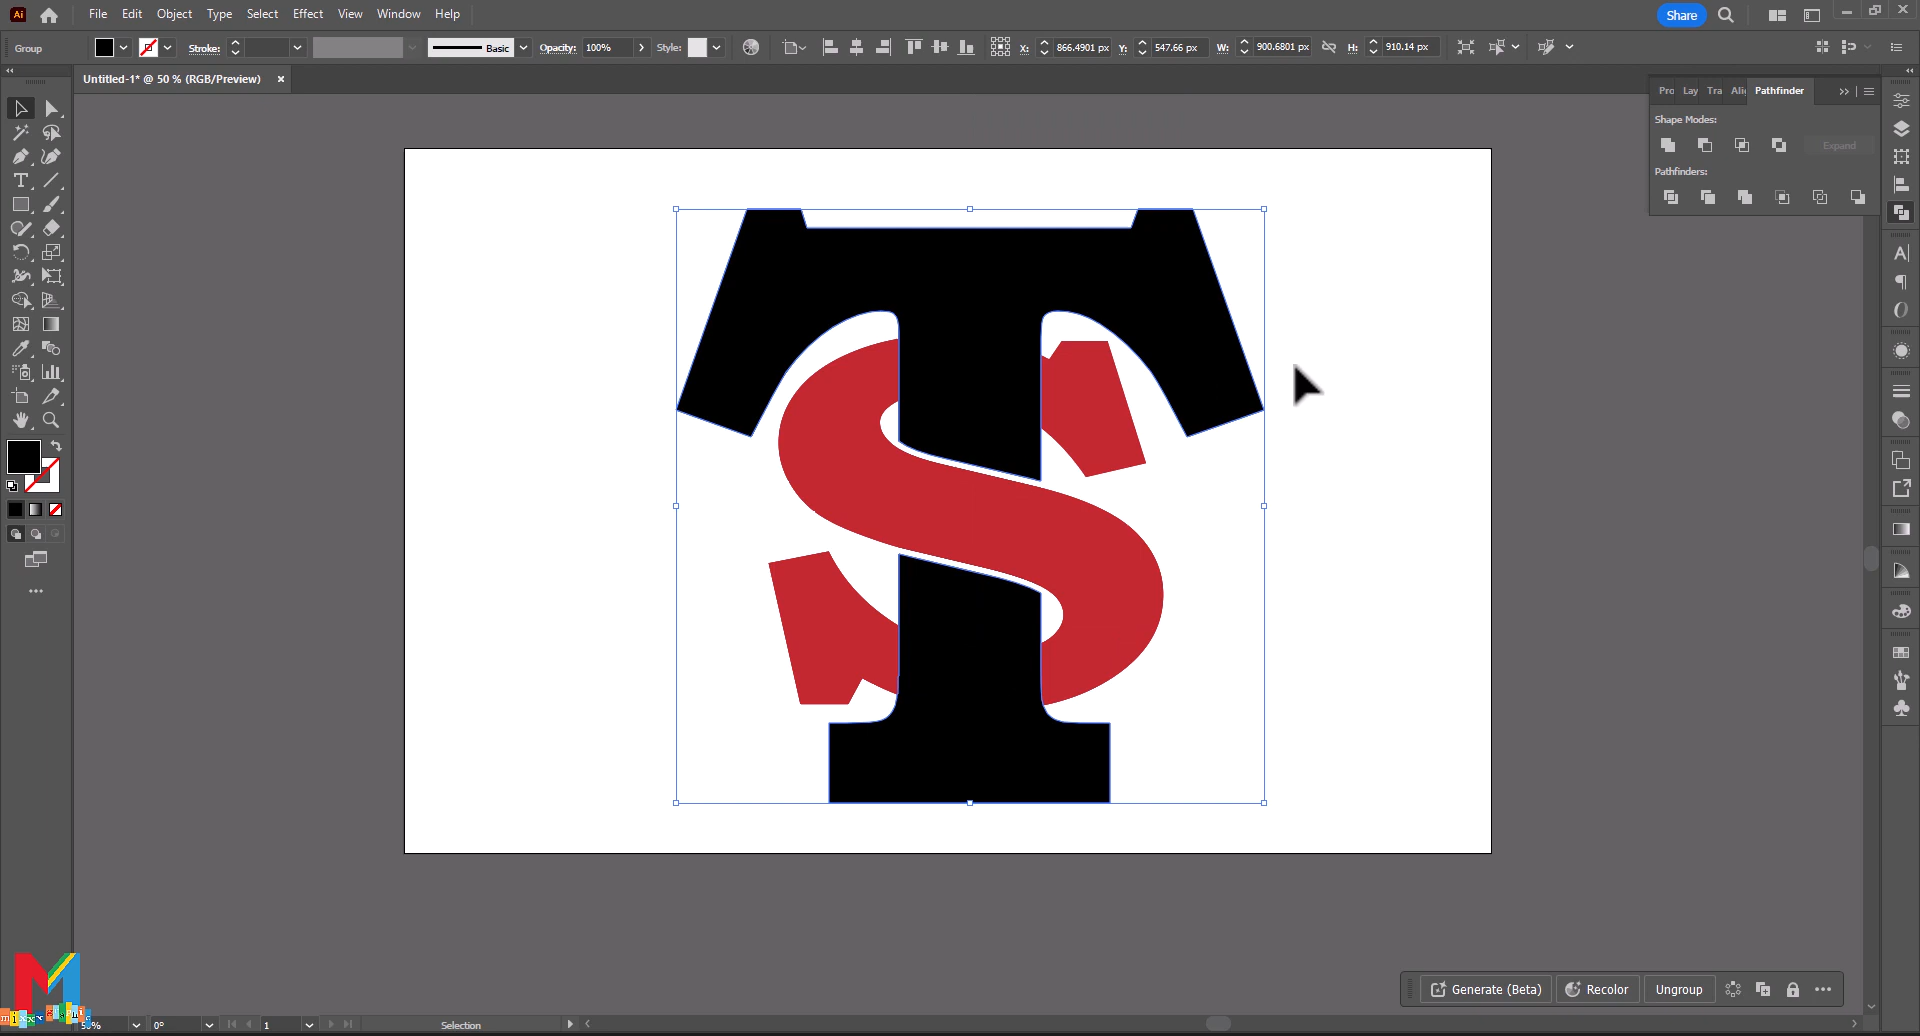 Ai File Edit Object Type Select Effect View Window Help Share
Group Stroke: Basic Opacity: 100% Style: X: 866.4901 px Y: 547.66 px W: 900.6801 px H: 910.14 px
Untitled-1* @ 50 % (RGB/Preview) ×
Pro Lay Tra Ali Pathfinder
Shape Modes:
Expand
Pathfinders:
T
S
Generate (Beta) Recolor Ungroup
M
50% 0° 1 Selection